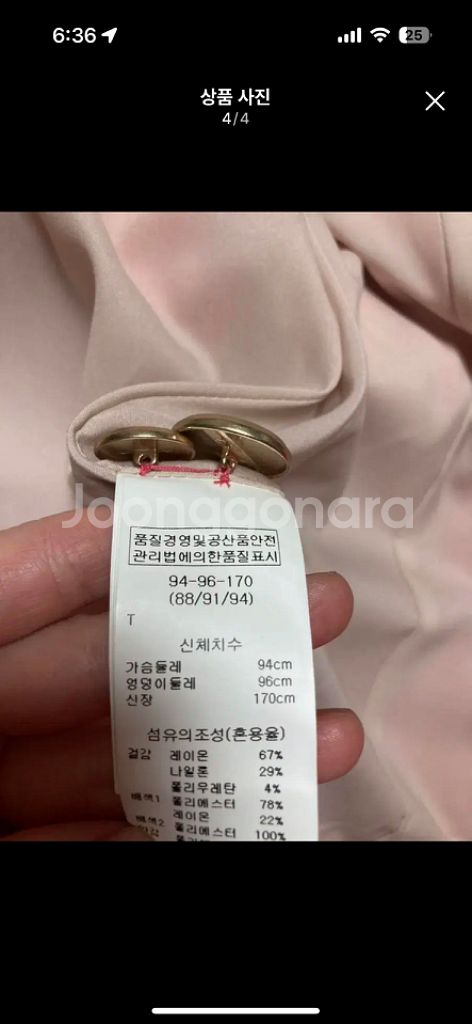 6:36
25
상품 사진
4/4
Joonggonara
품질경영및공산품안전
관리법에의한품질표시
94-96-170
(88/91/94)
T
신체치수
가슴둘레 94cm
엉덩이둘레 96cm
신장 170cm
섬유의조성(혼용율)
겉감 레이온 67%
나일론 29%
폴리우레탄 4%
배색1 폴리에스터 78%
레이온 22%
배색2 폴리에스터 100%